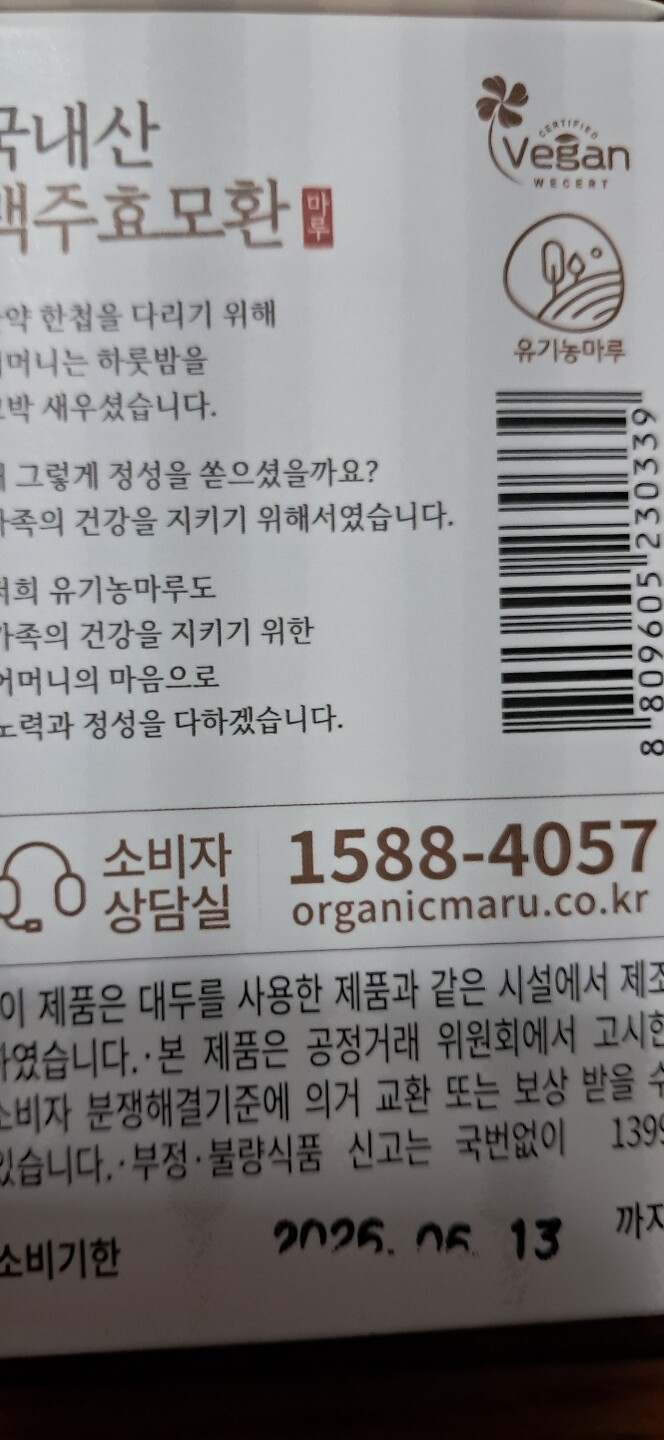 국내산
맥주효모환 마루
한첩을 다리기 위해
어머니는 하룻밤을
새우셨습니다.
그렇게 정성을 쏟으셨을까요?
가족의 건강을 지키기 위해서였습니다.
저희 유기농마루도
가족의 건강을 지키기 위한
어머니의 마음으로
노력과 정성을 다하겠습니다.
CERTIFIED
Vegan
WECERT
유기농마루
8 809605 230339
소비자
상담실
1588-4057
organicmaru.co.kr
이 제품은 대두를 사용한 제품과 같은 시설에서 제조
하였습니다.·본 제품은 공정거래 위원회에서 고시한
소비자 분쟁해결기준에 의거 교환 또는 보상 받을 수
있습니다.·부정·불량식품 신고는 국번없이 1399
소비기한 13 까지